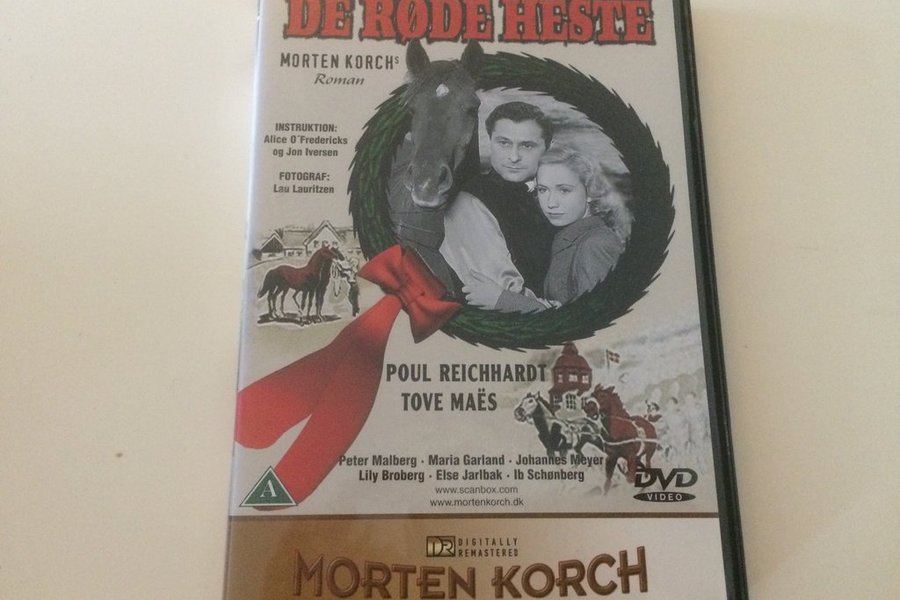 DE RØDE HESTE
MORTEN KORCHS
Roman
INSTRUKTION:
Alice O´Fredericks
og Jon Iversen
FOTOGRAF:
Lau Lauritzen
POUL REICHHARDT
TOVE MAËS
Peter Malberg · Maria Garland · Johannes Meyer
Lily Broberg · Else Jarlbak · Ib Schønberg
www.scanbox.com
www.mortenkorch.dk
A
DVD
VIDEO
DR DIGITALLY
REMASTERED
MORTEN KORCH